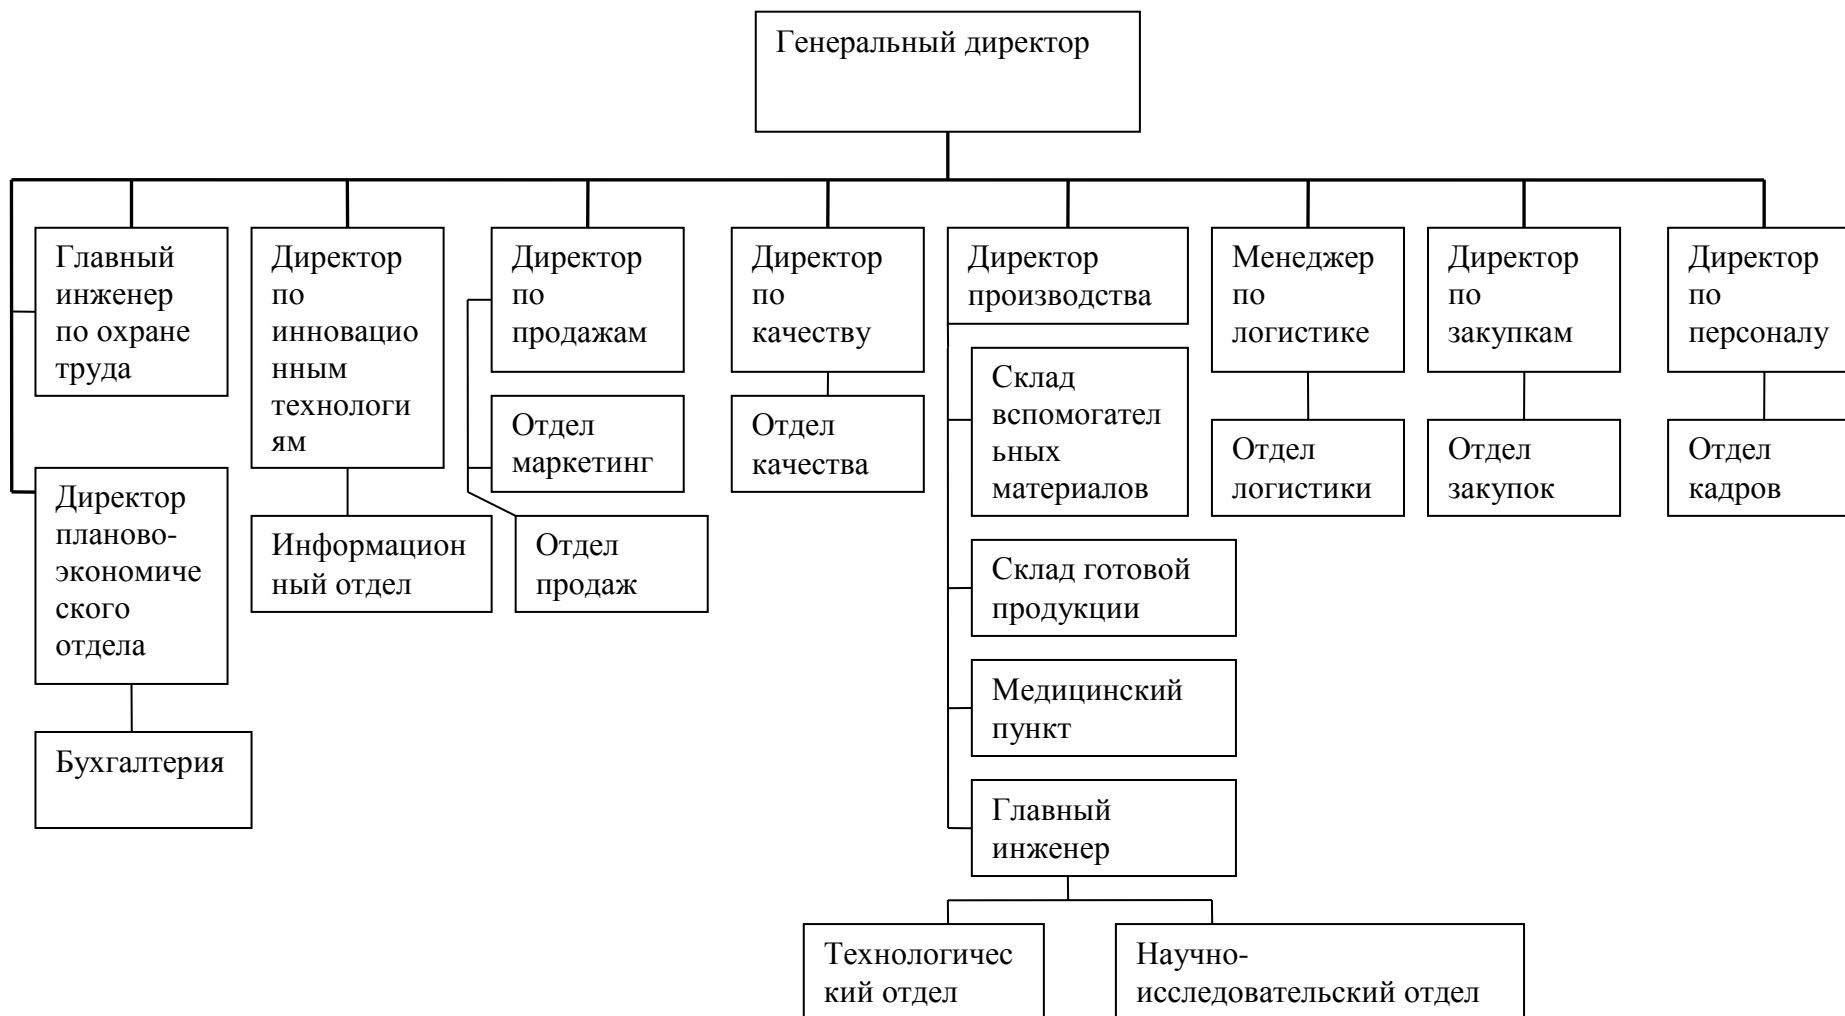 Генеральный директор
Главный
инженер
по охране
труда
Директор
по
инновацио
нным
технологи
ям
Директор
по
продажам
Директор
по
качеству
Директор
производства
Менеджер
по
логистике
Директор
по
закупкам
Директор
по
персоналу
Склад
вспомогател
ьных
материалов
Отдел
маркетинг
Отдел
качества
Отдел
логистики
Отдел
закупок
Отдел
кадров
Директор
планово-
экономиче
ского
отдела
Информацион
ный отдел
Отдел
продаж
Склад готовой
продукции
Медицинский
пункт
Бухгалтерия
Главный
инженер
Технологичес
кий отдел
Научно-
исследовательский отдел